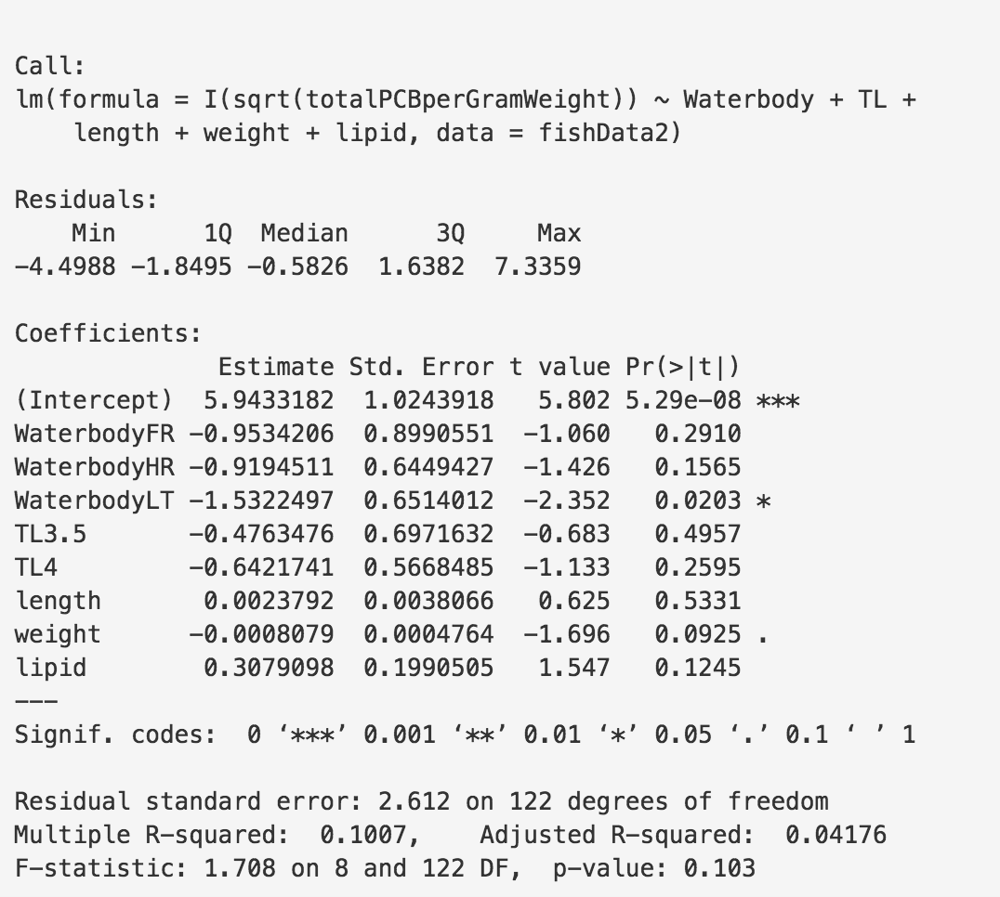 Call:
lm(formula = I(sqrt(totalPCBperGramWeight)) ~ Waterbody + TL +
    length + weight + lipid, data = fishData2)
Residuals:
    Min      1Q  Median      3Q     Max
−4.4988 −1.8495 −0.5826  1.6382  7.3359
Coefficients:
              Estimate Std. Error t value Pr(>|t|)
(Intercept)  5.9433182  1.0243918   5.802 5.29e−08 ***
WaterbodyFR −0.9534206  0.8990551  −1.060   0.2910
WaterbodyHR −0.9194511  0.6449427  −1.426   0.1565
WaterbodyLT −1.5322497  0.6514012  −2.352   0.0203 *
TL3.5       −0.4763476  0.6971632  −0.683   0.4957
TL4         −0.6421741  0.5668485  −1.133   0.2595
length       0.0023792  0.0038066   0.625   0.5331
weight      −0.0008079  0.0004764  −1.696   0.0925 .
lipid        0.3079098  0.1990505   1.547   0.1245
−−−
Signif. codes:  0 ‘***’ 0.001 ‘**’ 0.01 ‘*’ 0.05 ‘.’ 0.1 ‘ ’ 1
Residual standard error: 2.612 on 122 degrees of freedom
Multiple R−squared:  0.1007,    Adjusted R−squared:  0.04176
F−statistic: 1.708 on 8 and 122 DF,  p−value: 0.103